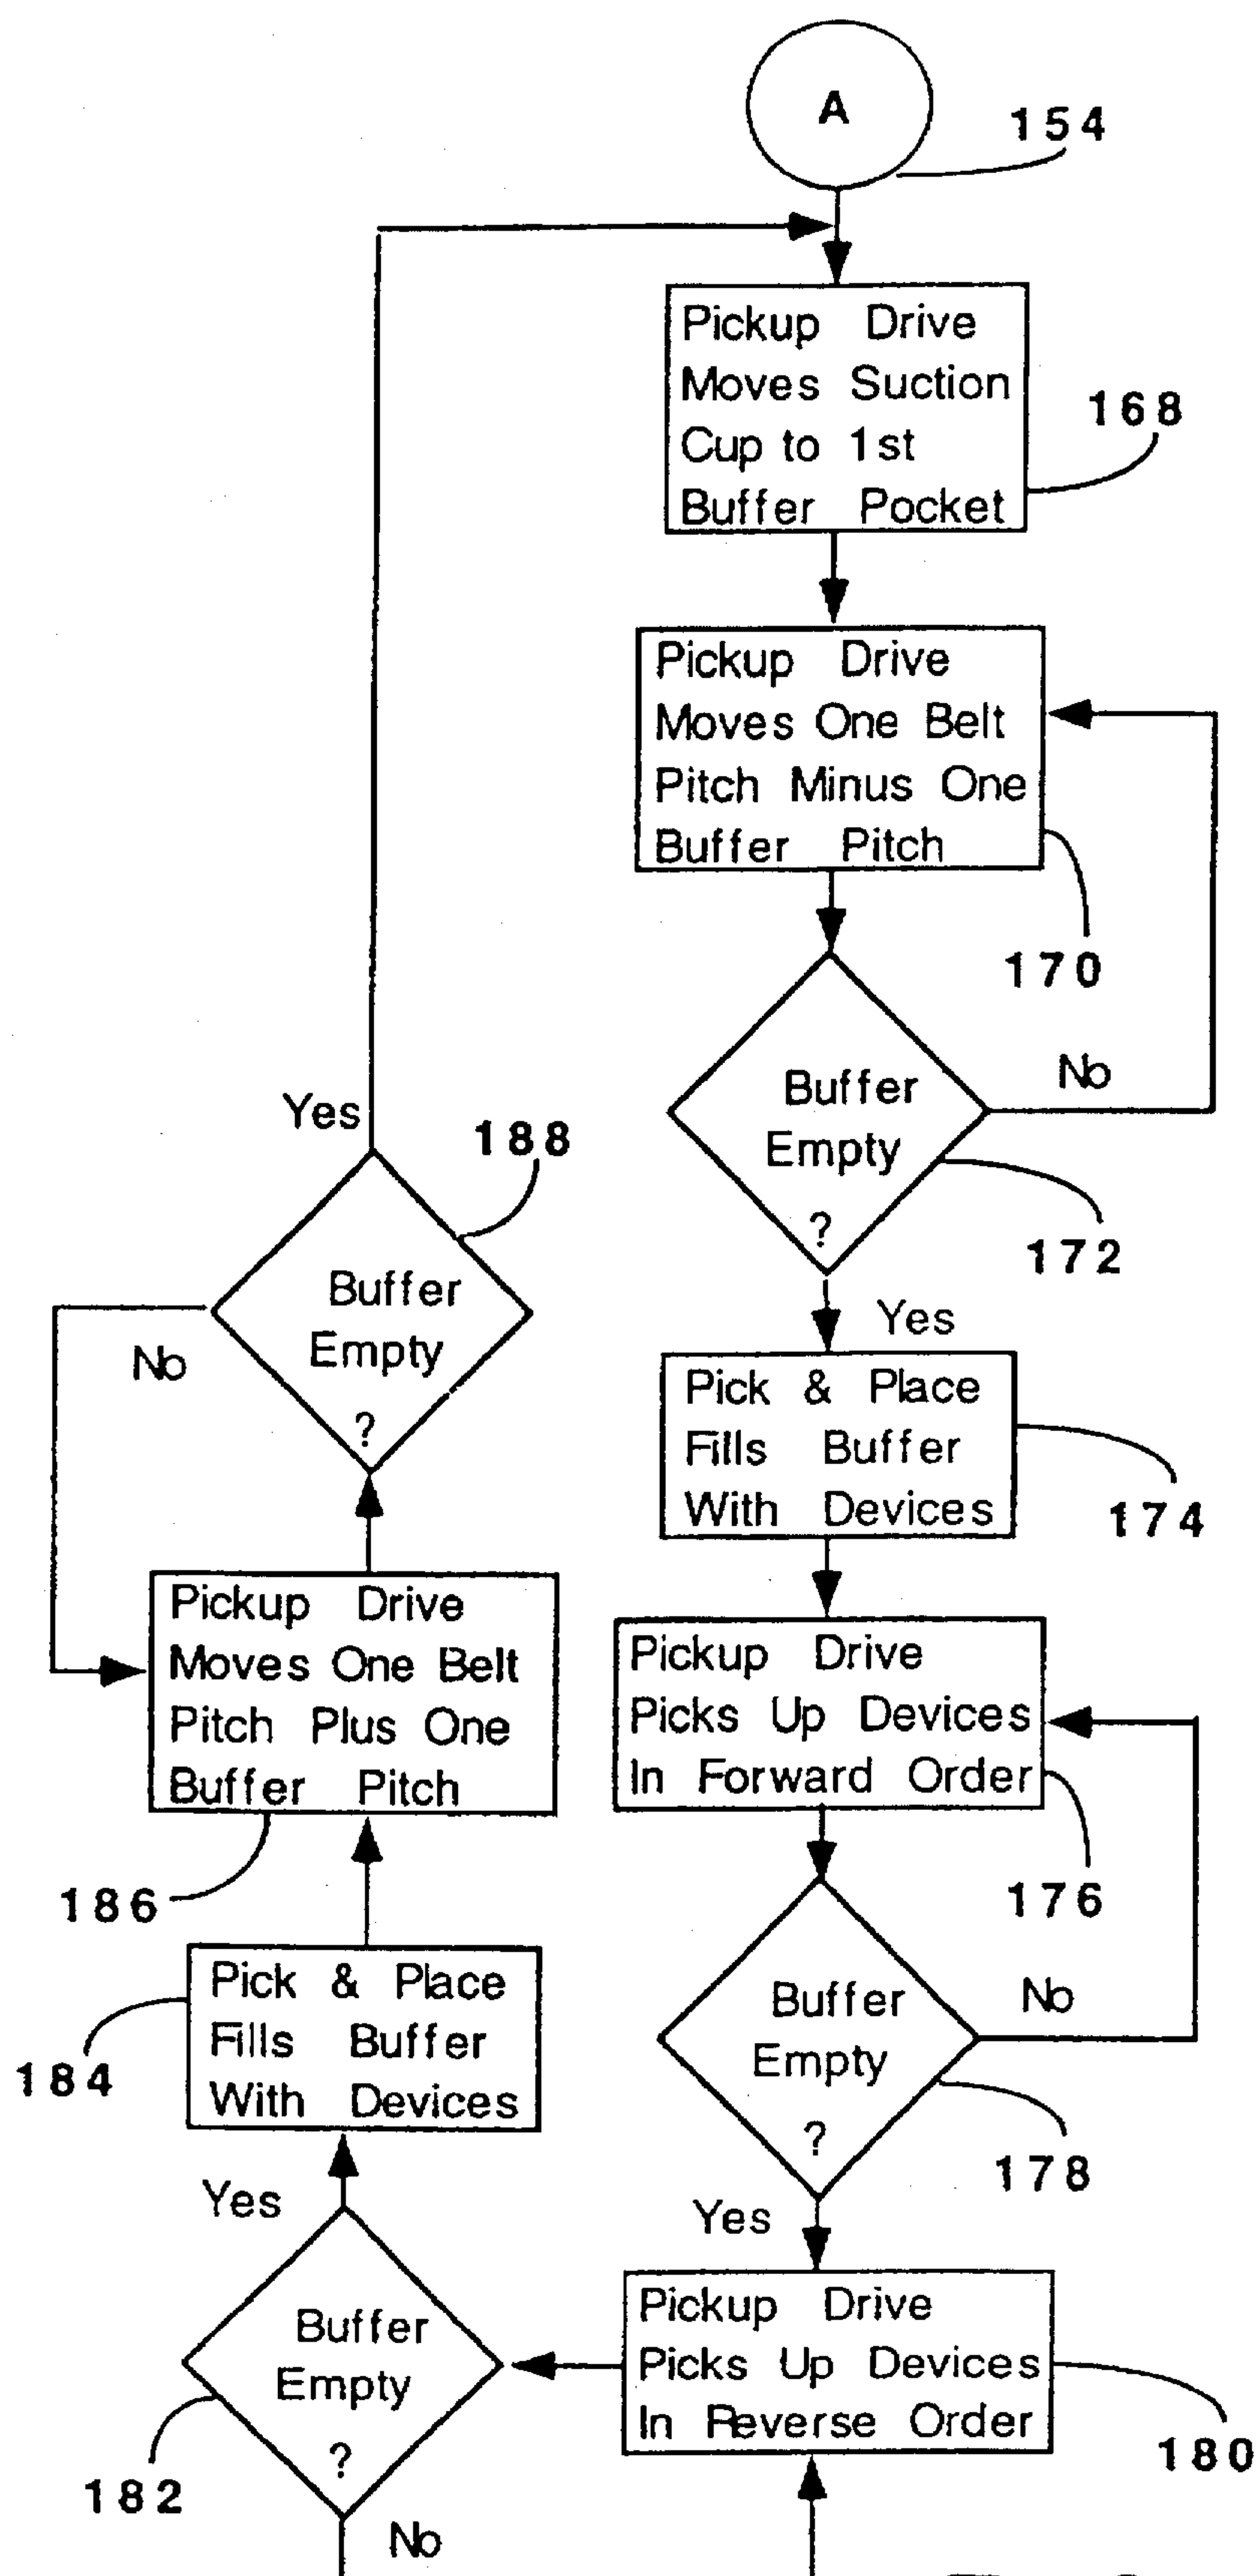 A
154
Pickup Drive
Moves Suction
Cup to 1st
Buffer Pocket
168
Pickup Drive
Moves One Belt
Pitch Minus One
Buffer Pitch
170
Buffer
Empty
?
No
172
Yes
Pick & Place
Fills Buffer
With Devices
174
Pickup Drive
Picks Up Devices
In Forward Order
176
Buffer
Empty
?
No
178
Yes
Pickup Drive
Picks Up Devices
In Reverse Order
180
Buffer
Empty
?
182
No
Yes
Pick & Place
Fills Buffer
With Devices
184
Pickup Drive
Moves One Belt
Pitch Plus One
Buffer Pitch
186
Buffer
Empty
?
188
No
Yes